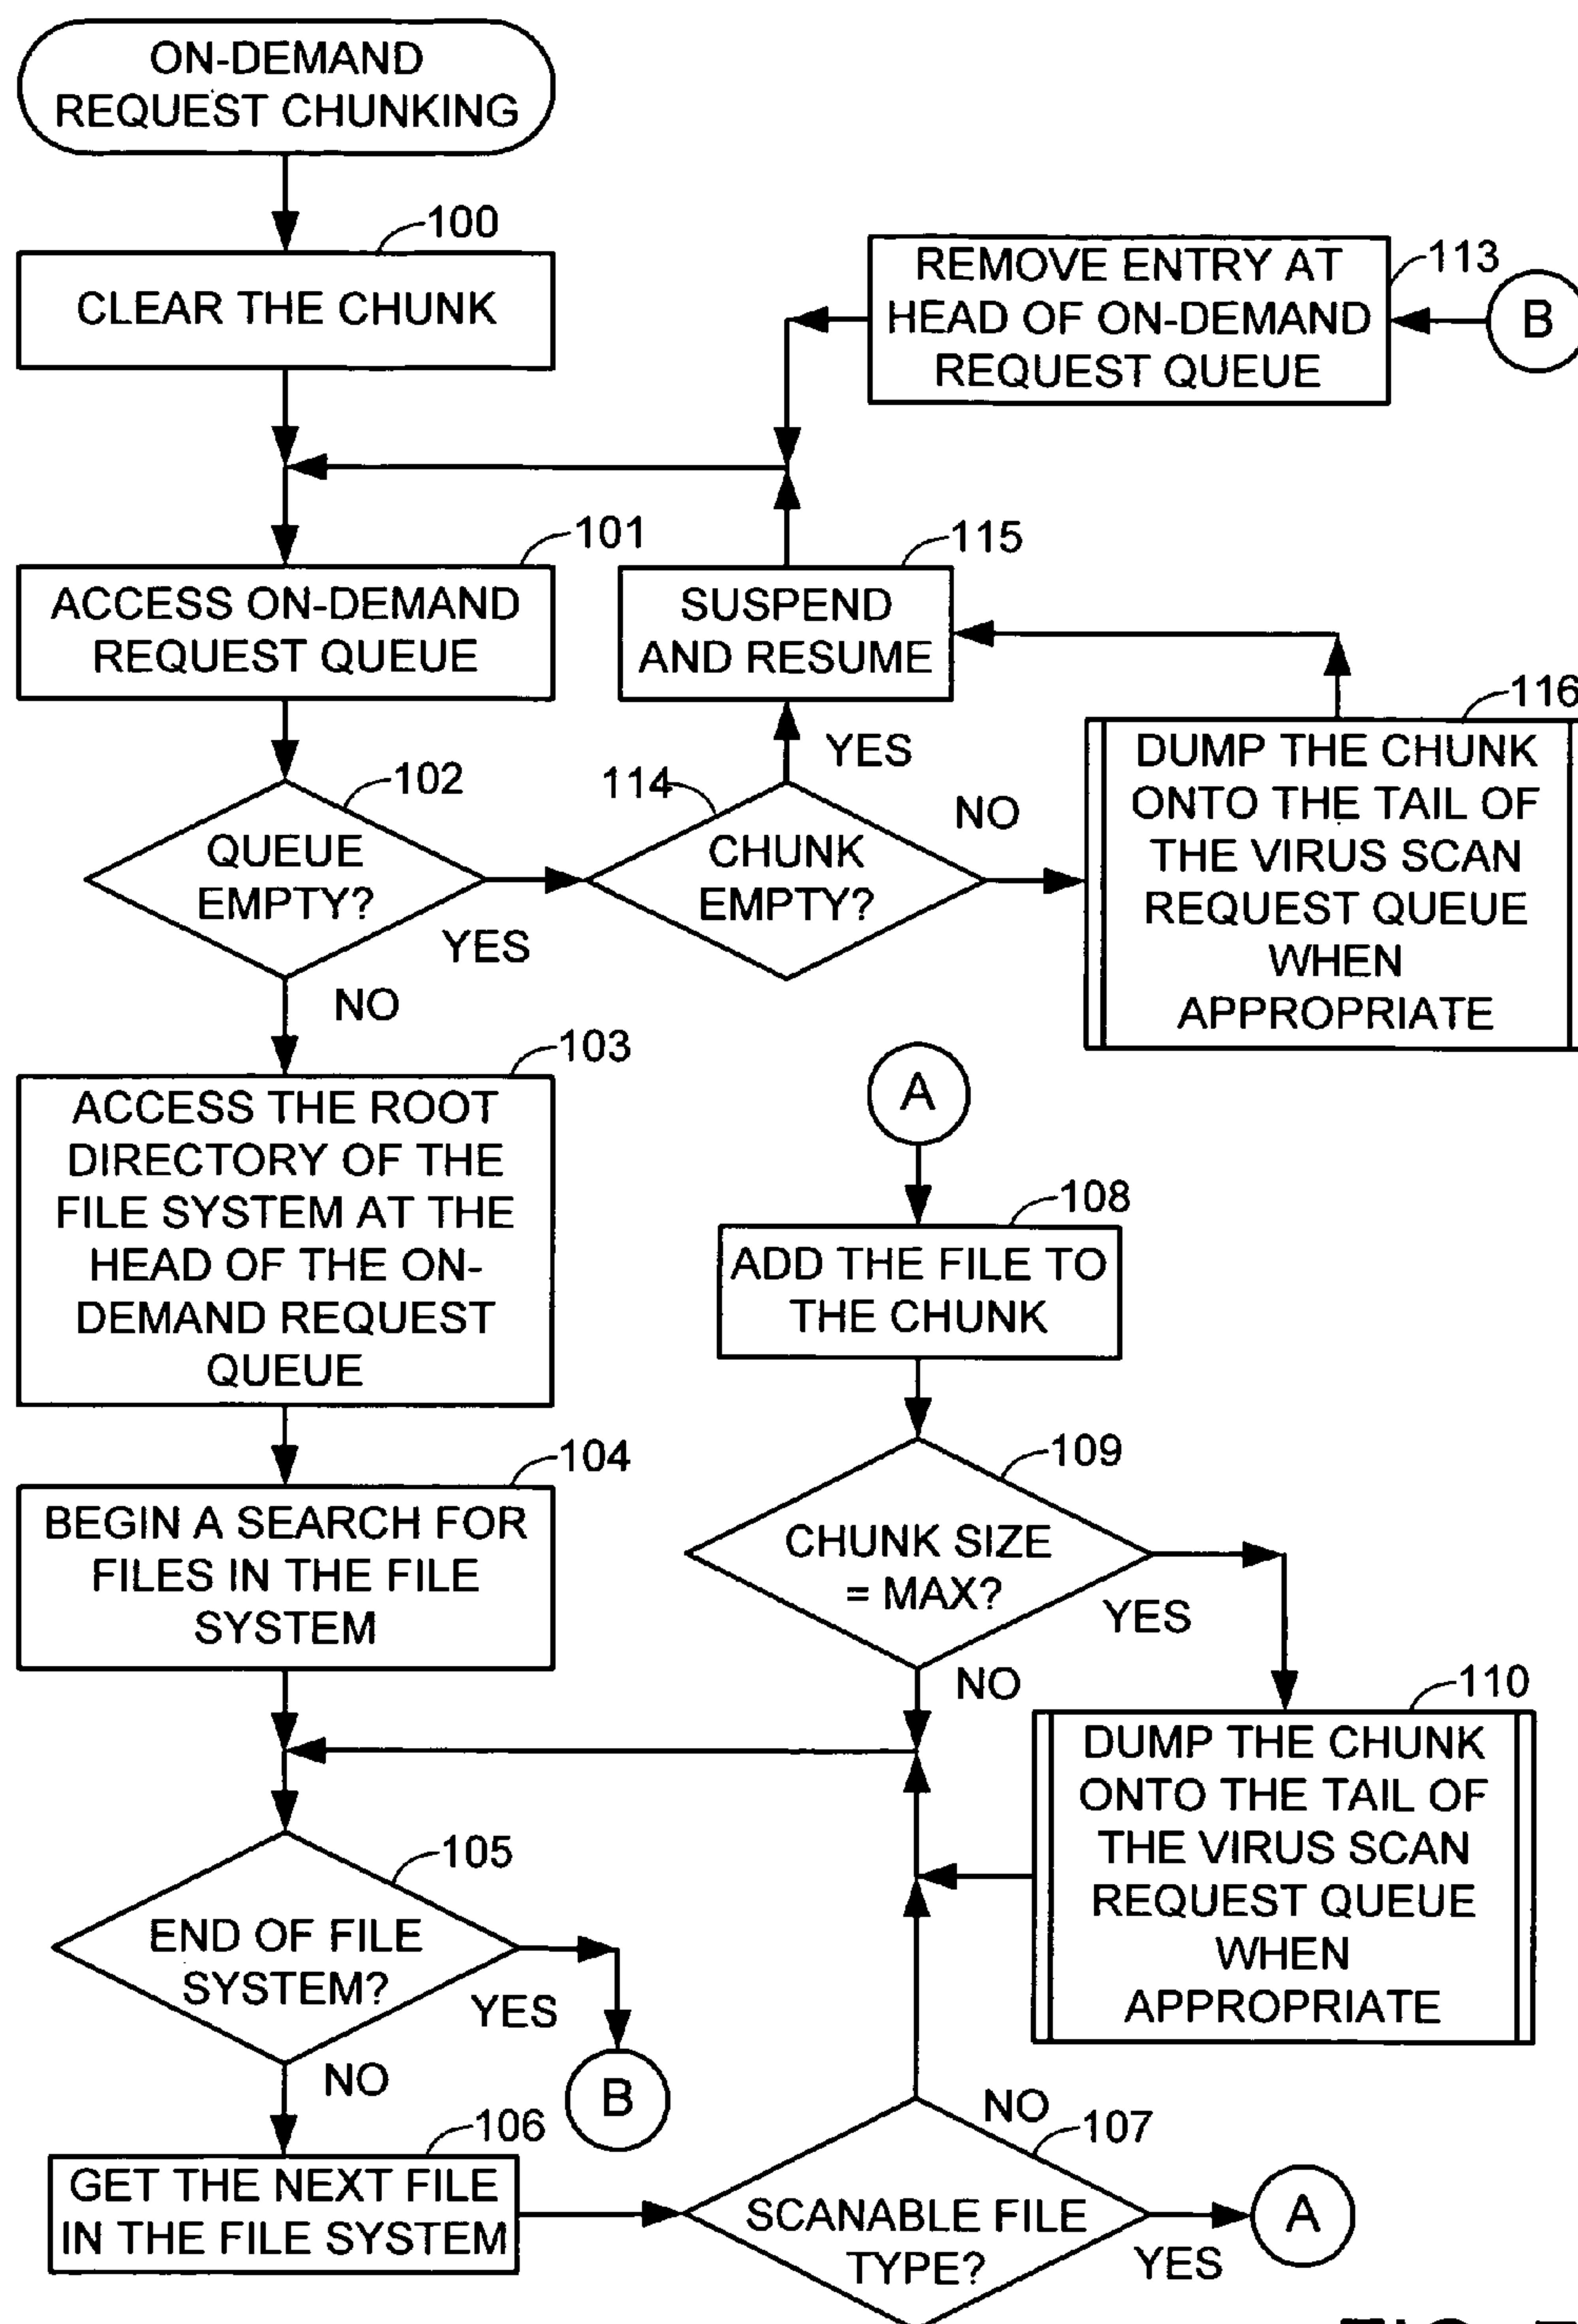 ON-DEMAND
REQUEST CHUNKING
100
CLEAR THE CHUNK
REMOVE ENTRY AT
HEAD OF ON-DEMAND
REQUEST QUEUE
113
B
101
ACCESS ON-DEMAND
REQUEST QUEUE
115
SUSPEND
AND RESUME
116
DUMP THE CHUNK
ONTO THE TAIL OF
THE VIRUS SCAN
REQUEST QUEUE
WHEN
APPROPRIATE
102
QUEUE
EMPTY?
YES
NO
114
CHUNK
EMPTY?
YES
NO
103
ACCESS THE ROOT
DIRECTORY OF THE
FILE SYSTEM AT THE
HEAD OF THE ON-
DEMAND REQUEST
QUEUE
A
108
ADD THE FILE TO
THE CHUNK
104
BEGIN A SEARCH FOR
FILES IN THE FILE
SYSTEM
109
CHUNK SIZE
= MAX?
YES
NO
110
DUMP THE CHUNK
ONTO THE TAIL OF
THE VIRUS SCAN
REQUEST QUEUE
WHEN
APPROPRIATE
105
END OF FILE
SYSTEM?
YES
B
NO
106
GET THE NEXT FILE
IN THE FILE SYSTEM
107
SCANABLE FILE
TYPE?
NO
YES
A